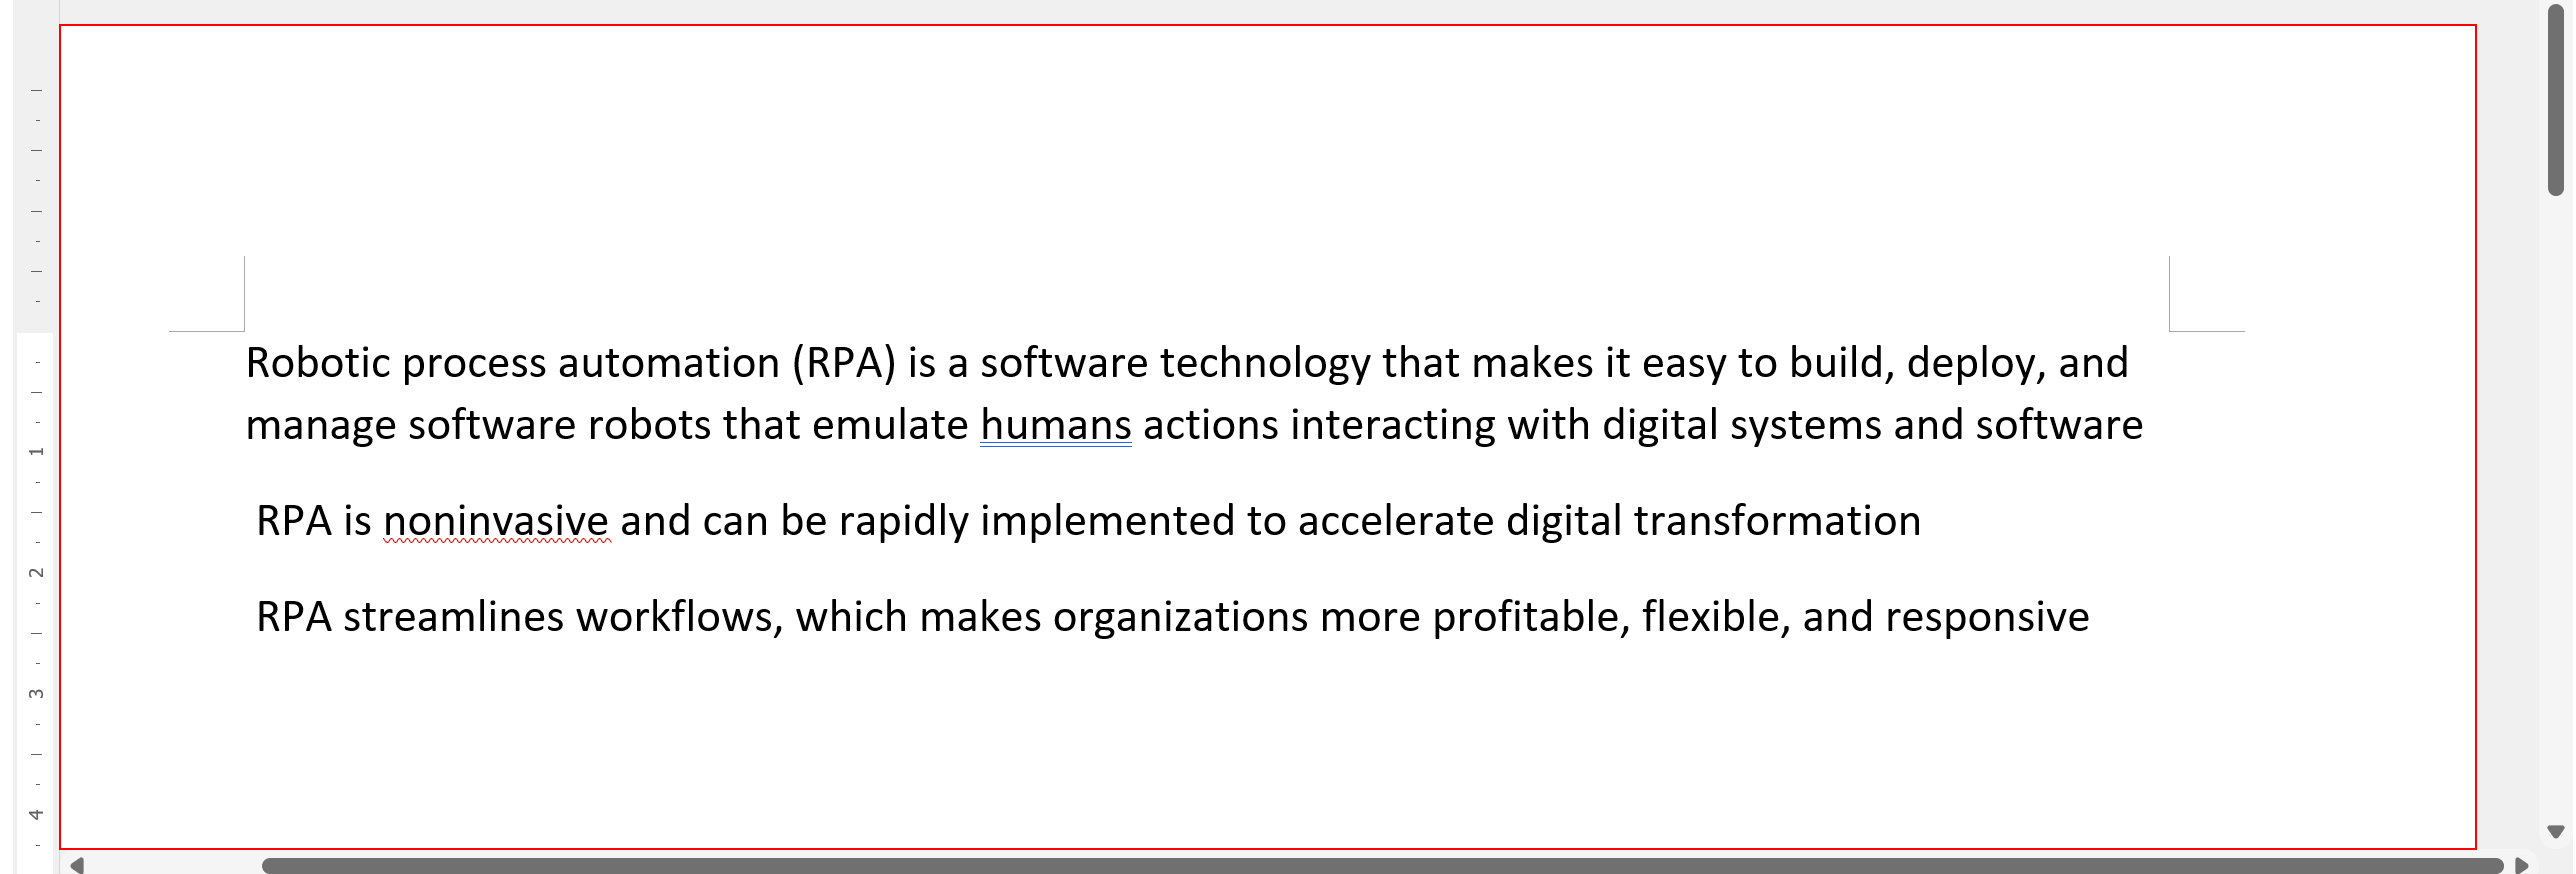 Robotic process automation (RPA) is a software technology that makes it easy to build, deploy, and
manage software robots that emulate humans actions interacting with digital systems and software
RPA is noninvasive and can be rapidly implemented to accelerate digital transformation
RPA streamlines workflows, which makes organizations more profitable, flexible, and responsive
1
2
3
4